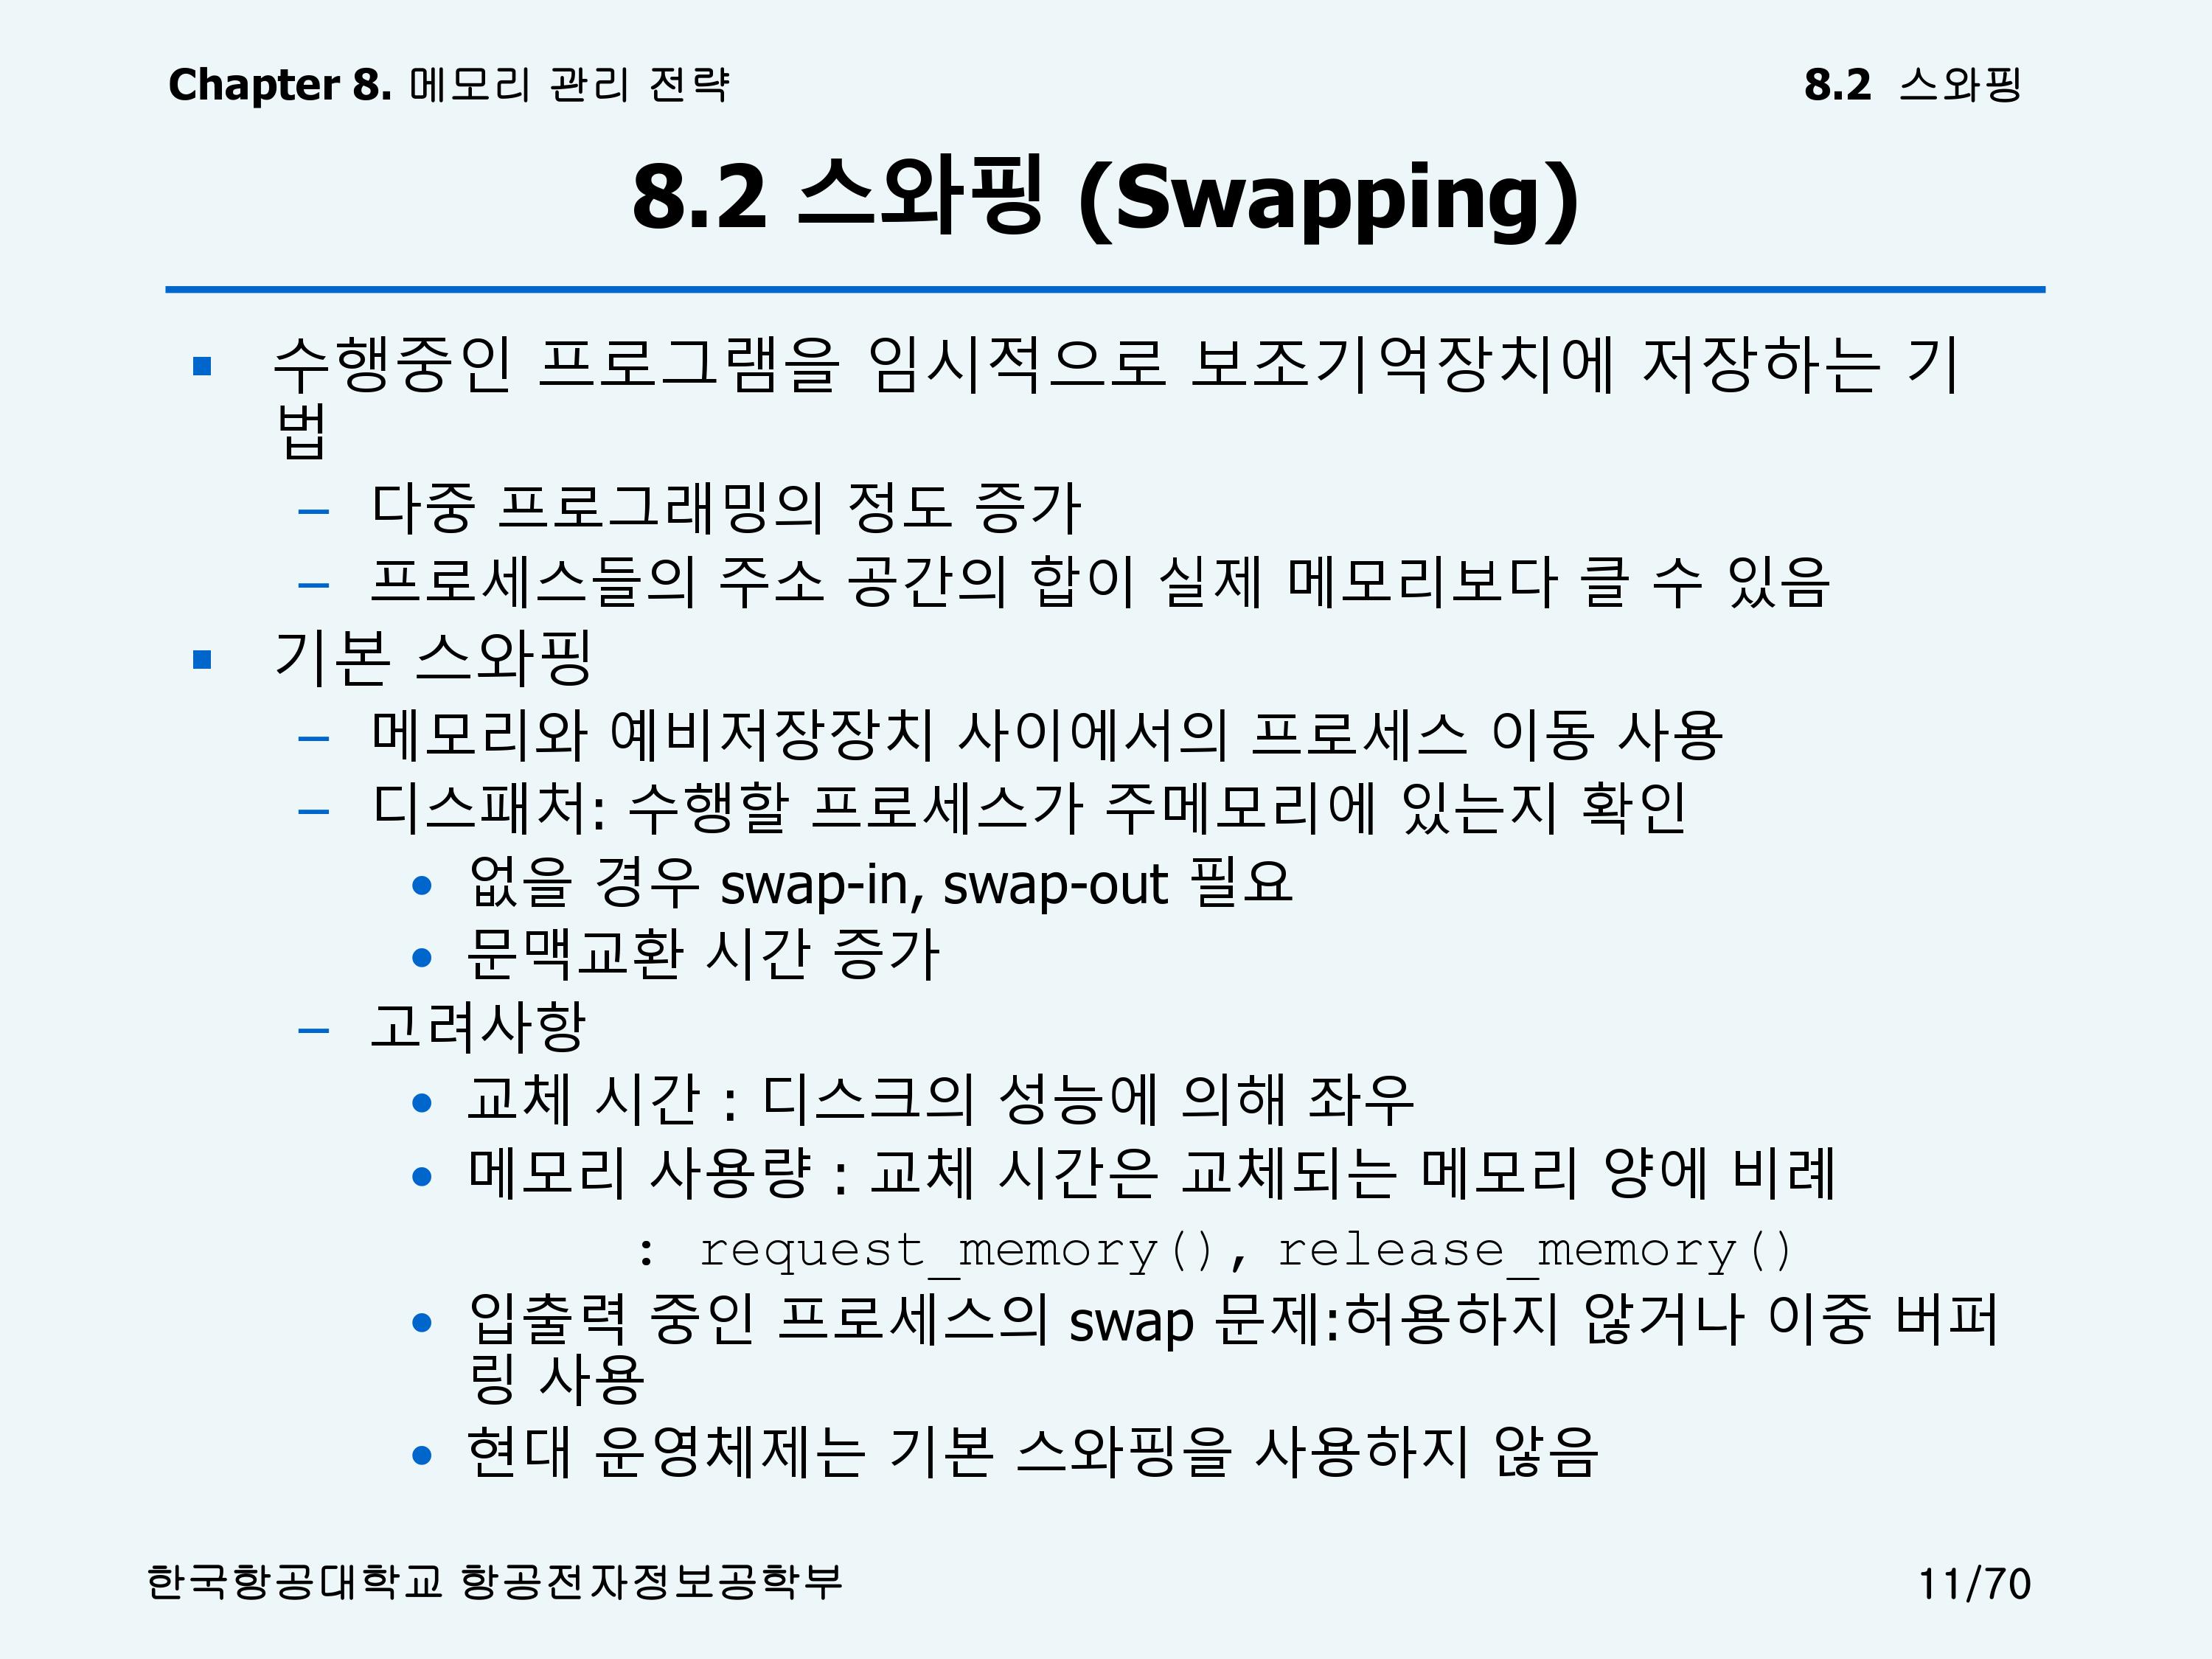 Chapter 8. 메모리 관리 전략
8.2 스와핑
8.2 스와핑 (Swapping)
▪ 수행중인 프로그램을 임시적으로 보조기억장치에 저장하는 기
법
– 다중 프로그래밍의 정도 증가
– 프로세스들의 주소 공간의 합이 실제 메모리보다 클 수 있음
▪ 기본 스와핑
– 메모리와 예비저장장치 사이에서의 프로세스 이동 사용
– 디스패처: 수행할 프로세스가 주메모리에 있는지 확인
• 없을 경우 swap-in, swap-out 필요
• 문맥교환 시간 증가
– 고려사항
• 교체 시간 : 디스크의 성능에 의해 좌우
• 메모리 사용량 : 교체 시간은 교체되는 메모리 양에 비례
: request_memory(), release_memory()
• 입출력 중인 프로세스의 swap 문제:허용하지 않거나 이중 버퍼
링 사용
• 현대 운영체제는 기본 스와핑을 사용하지 않음
한국항공대학교 항공전자정보공학부
11/70